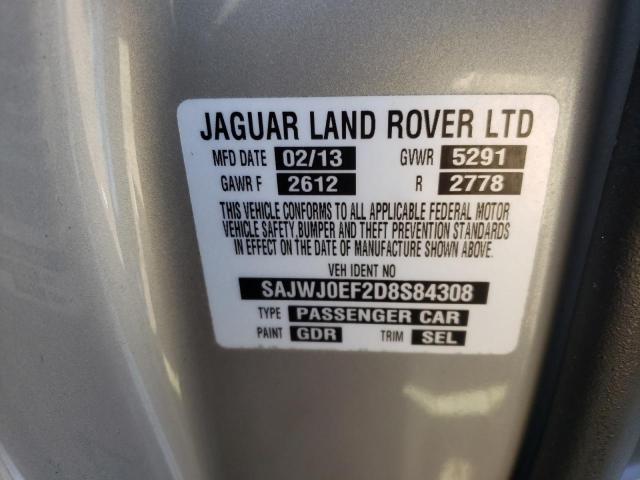 JAGUAR LAND ROVER LTD
MFD DATE 02/13 GVWR 5291
GAWR F 2612 R 2778
THIS VEHICLE CONFORMS TO ALL APPLICABLE FEDERAL MOTOR
VEHICLE SAFETY,BUMPER AND THEFT PREVENTION STANDARDS
IN EFFECT ON THE DATE OF MANUFACTURE SHOWN ABOVE.
VEH IDENT NO
SAJWJ0EF2D8S84308
TYPE PASSENGER CAR
PAINT GDR TRIM SEL